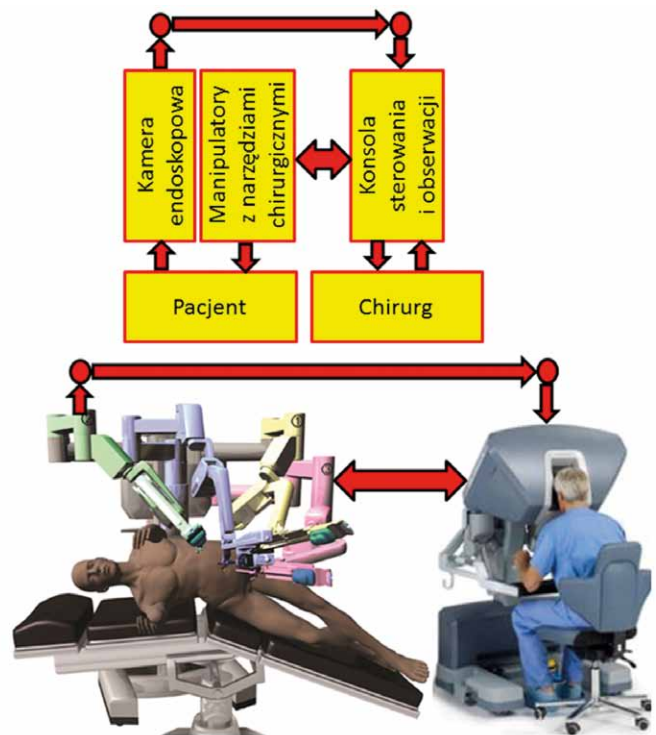 Kamera
endoskopowa
Manipulatory
z narzędziami
chirurgicznymi
Konsola
sterowania
i obserwacji
Pacjent
Chirurg